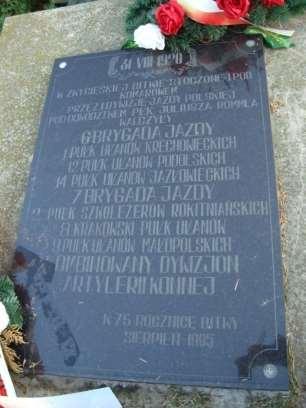 31 VIII 1920
W ZWYCIĘSKIEJ BITWIE STOCZONEJ POD
KOMAROWEM
PRZEZ I DYWIZJĘ JAZDY POLSKIEJ
POD DOWÓDZTWEM PŁK. JULIUSZA RÓMMLA
WALCZYŁY
6 BRYGADA JAZDY
1 PUŁK UŁANÓW KRECHOWIECKICH
12 PUŁK UŁANÓW PODOLSKICH
14 PUŁK UŁANÓW JAZŁOWIECKICH
7 BRYGADA JAZDY
2 PUŁK SZWOLEŻERÓW ROKITNIAŃSKICH
8 KRAKOWSKI PUŁK UŁANÓW
9 PUŁK UŁANÓW MAŁOPOLSKICH
KOMBINOWANY DYWIZJON
ARTYLERII KONNEJ
W 75 ROCZNICĘ BITWY
SIERPIEŃ 1995